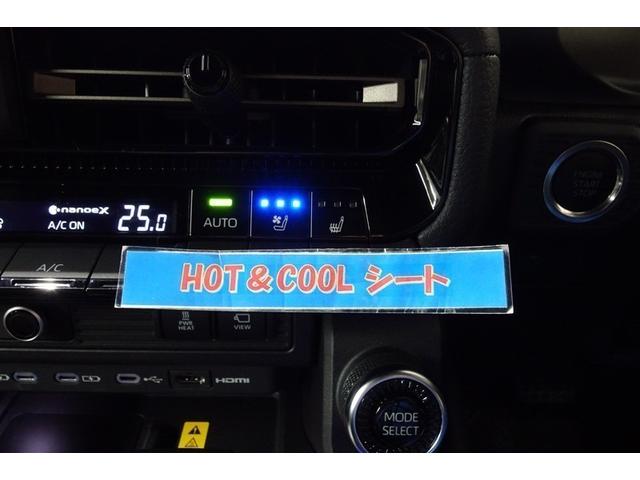 nanoeX
25.0
A/C ON
AUTO
A/C
HOT & COOL シート
PWR HEAT
VIEW
HDMI
ENGINE START STOP
MODE SELECT